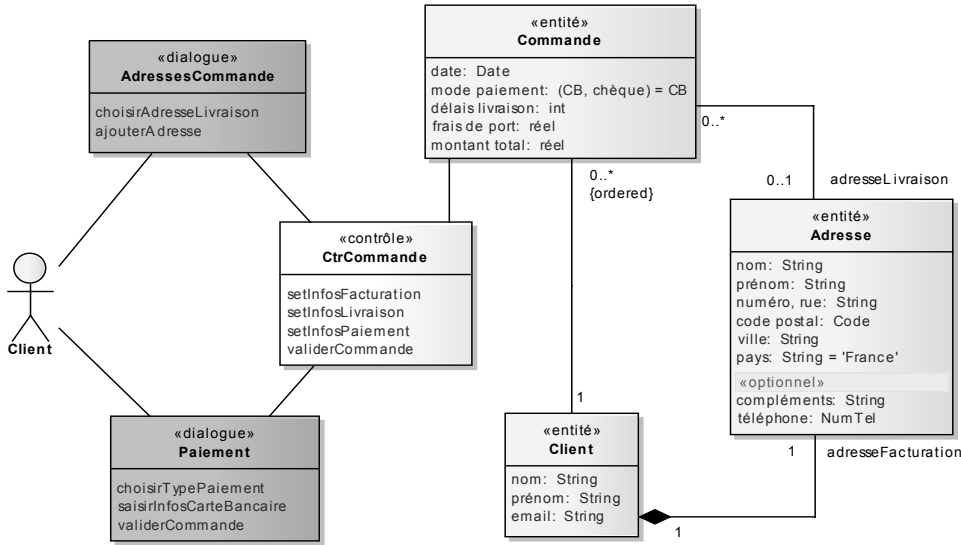 «entité»
Commande
date: Date
mode paiement: (CB, chèque) = CB
délais livraison: int
frais de port: réel
montant total: réel
«dialogue»
AdressesCommande
choisirAdresseLivraison
ajouterAdresse
0..*
0..*
{ordered}
0..1
adresseLivraison
«contrôle»
CtrCommande
setInfosFacturation
setInfosLivraison
setInfosPaiement
validerCommande
«entité»
Adresse
nom: String
prénom: String
numéro, rue: String
code postal: Code
ville: String
pays: String = 'France'
«optionnel»
compléments: String
téléphone: NumTel
Client
1
«dialogue»
Paiement
choisirTypePaiement
saisirInfosCarteBancaire
validerCommande
«entité»
Client
nom: String
prénom: String
email: String
1
adresseFacturation
1